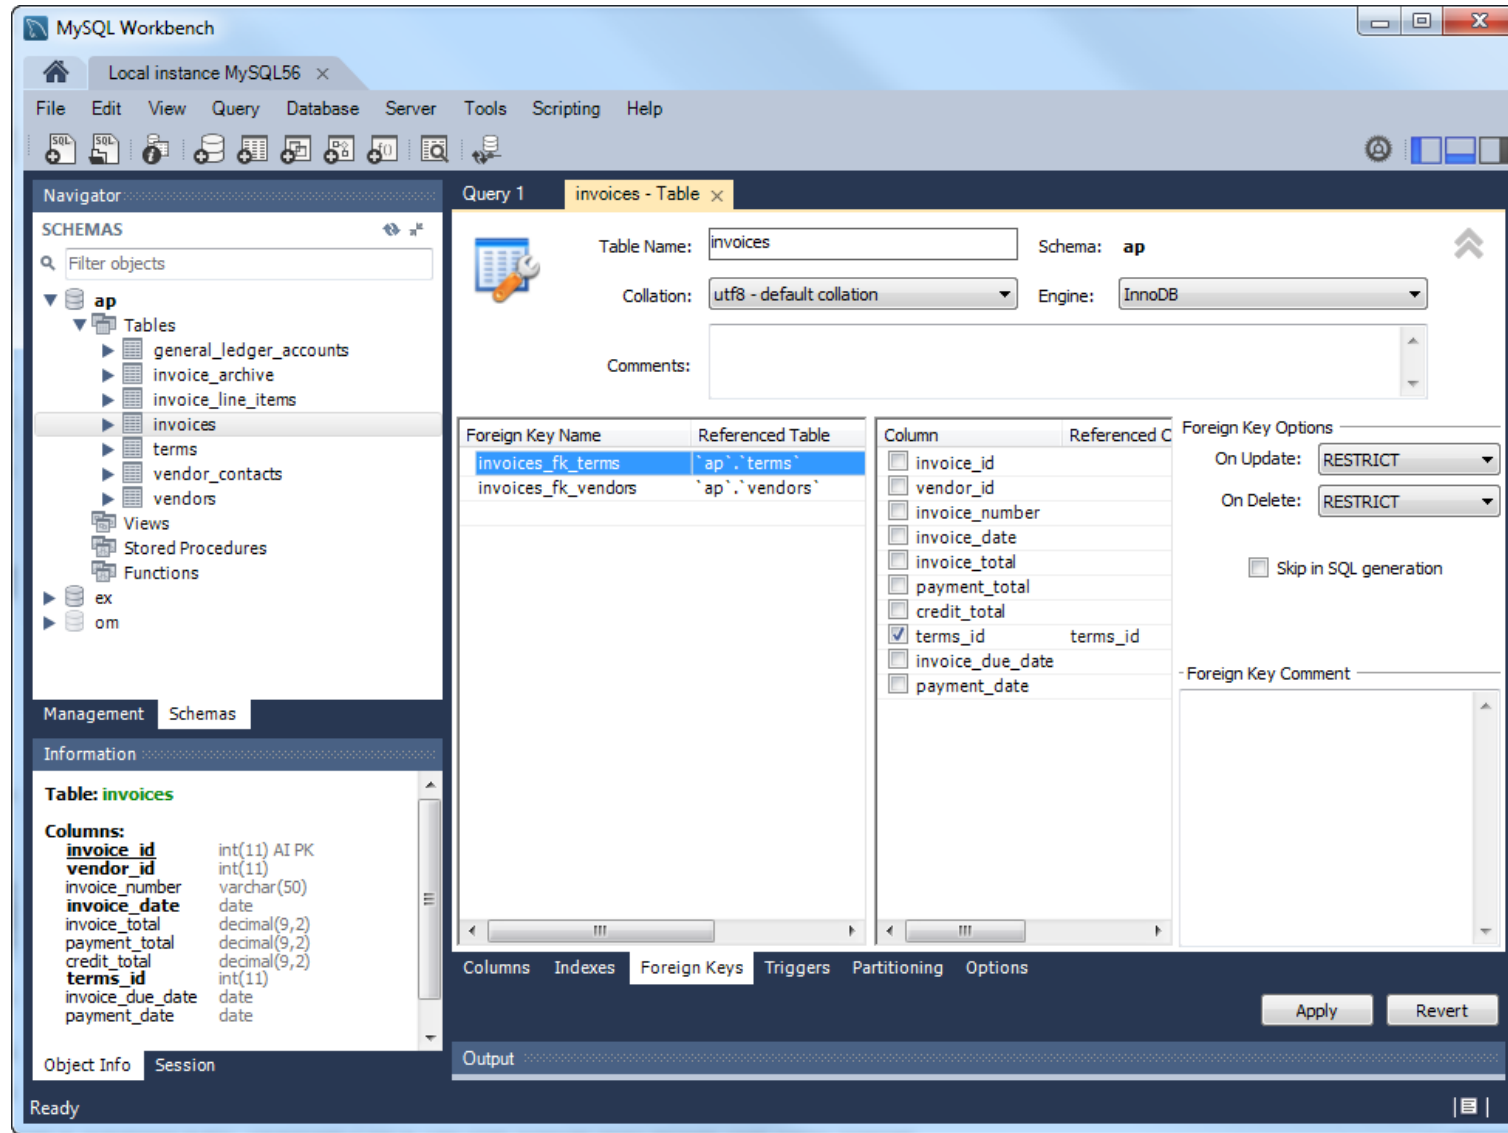 MySQL Workbench
Local instance MySQL56
File Edit View Query Database Server Tools Scripting Help
Navigator
SCHEMAS
Filter objects
ap
Tables
general_ledger_accounts
invoice_archive
invoice_line_items
invoices
terms
vendor_contacts
vendors
Views
Stored Procedures
Functions
ex
om
Management Schemas
Information
Table: invoices
Columns:
invoice_id int(11) AI PK
vendor_id int(11)
invoice_number varchar(50)
invoice_date date
invoice_total decimal(9,2)
payment_total decimal(9,2)
credit_total decimal(9,2)
terms_id int(11)
invoice_due_date date
payment_date date
Object Info Session
Query 1 invoices - Table
Table Name: invoices Schema: ap
Collation: utf8 - default collation Engine: InnoDB
Comments:
Foreign Key Name Referenced Table
invoices_fk_terms `ap`.`terms`
invoices_fk_vendors `ap`.`vendors`
Column Referenced C
invoice_id
vendor_id
invoice_number
invoice_date
invoice_total
payment_total
credit_total
terms_id terms_id
invoice_due_date
payment_date
Foreign Key Options
On Update: RESTRICT
On Delete: RESTRICT
Skip in SQL generation
Foreign Key Comment
Columns Indexes Foreign Keys Triggers Partitioning Options
Apply Revert
Output
Ready